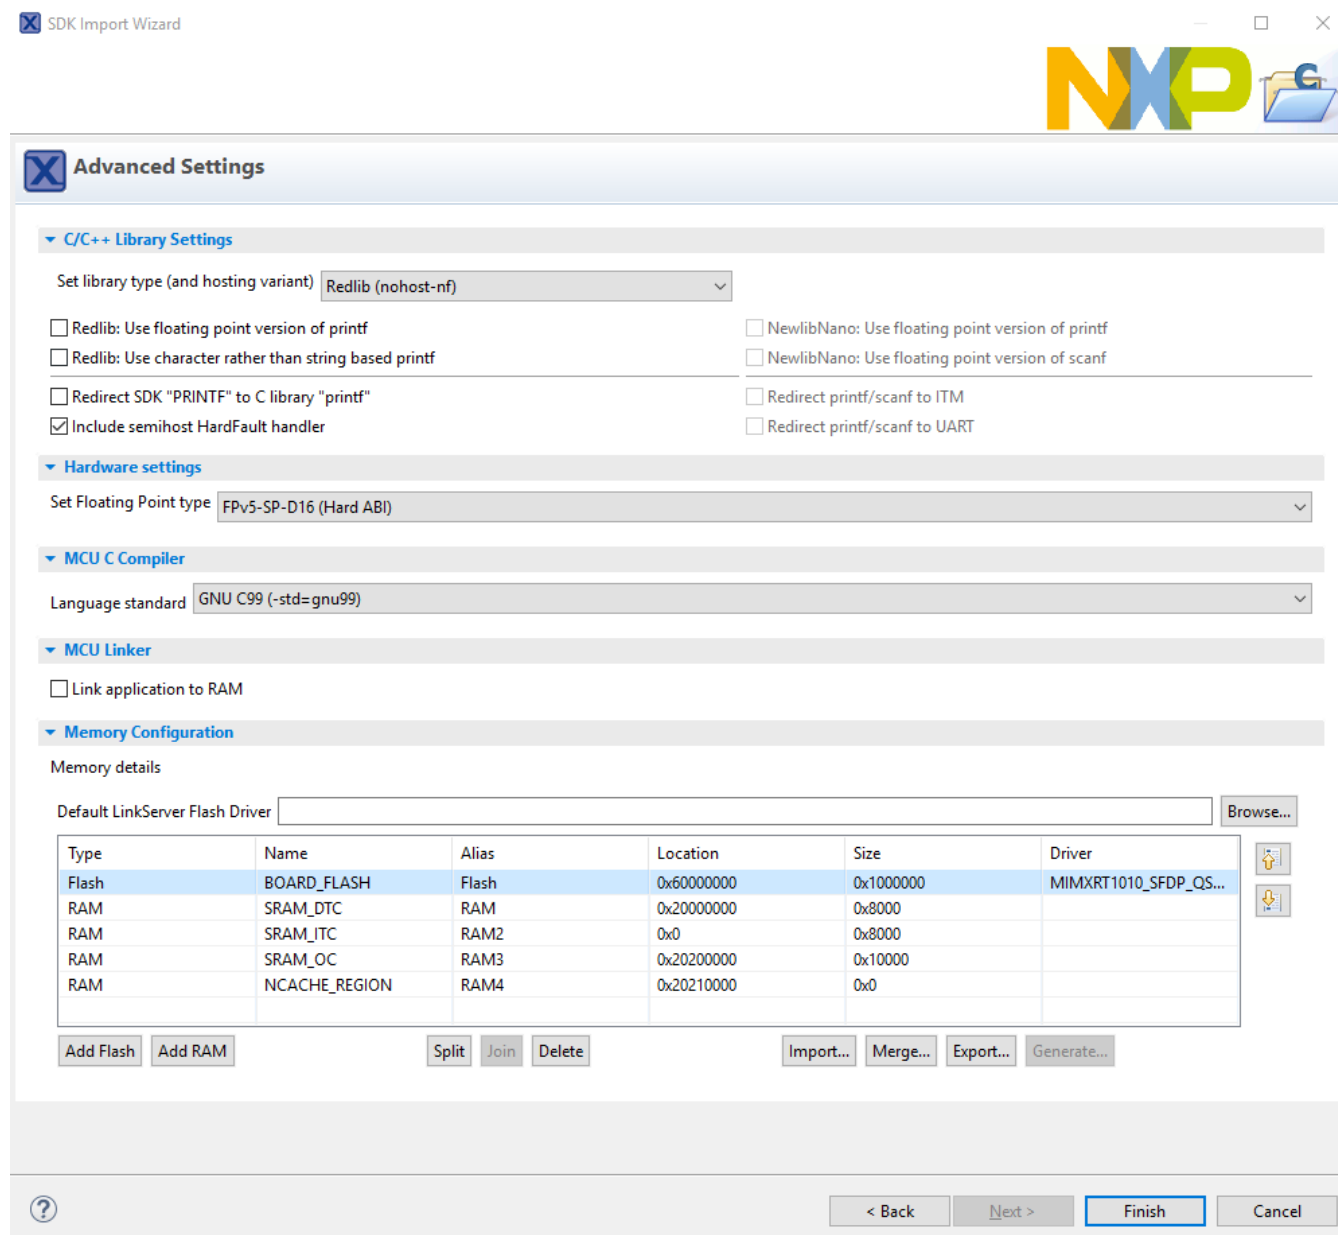 SDK Import Wizard
NXP
Advanced Settings
C/C++ Library Settings
Set library type (and hosting variant) Redlib (nohost-nf)
Redlib: Use floating point version of printf NewlibNano: Use floating point version of printf
Redlib: Use character rather than string based printf NewlibNano: Use floating point version of scanf
Redirect SDK "PRINTF" to C library "printf" Redirect printf/scanf to ITM
Include semihost HardFault handler Redirect printf/scanf to UART
Hardware settings
Set Floating Point type FPv5-SP-D16 (Hard ABI)
MCU C Compiler
Language standard GNU C99 (-std=gnu99)
MCU Linker
Link application to RAM
Memory Configuration
Memory details
Default LinkServer Flash Driver Browse...
Type Name Alias Location Size Driver
Flash BOARD_FLASH Flash 0x60000000 0x1000000 MIMXRT1010_SFDP_QS...
RAM SRAM_DTC RAM 0x20000000 0x8000
RAM SRAM_ITC RAM2 0x0 0x8000
RAM SRAM_OC RAM3 0x20200000 0x10000
RAM NCACHE_REGION RAM4 0x20210000 0x0
Add Flash Add RAM Split Join Delete Import... Merge... Export... Generate...
? < Back Next > Finish Cancel